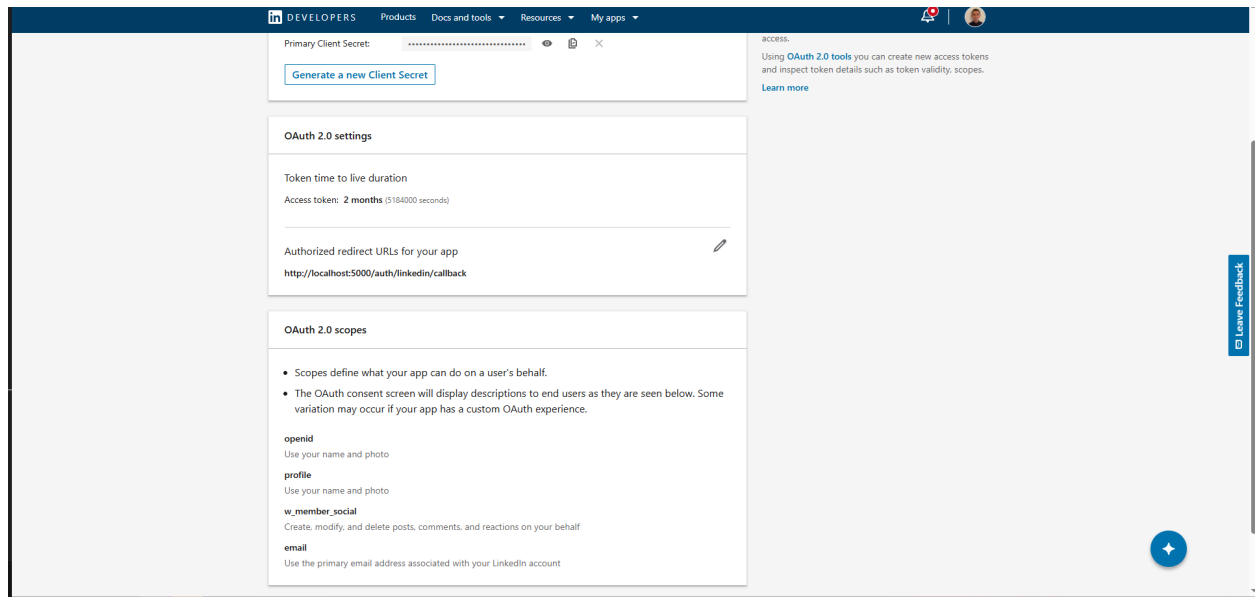 in DEVELOPERS Products Docs and tools Resources My apps
Primary Client Secret: ••••••••••••••••••••••••••••••••
Generate a new Client Secret
access.
Using OAuth 2.0 tools you can create new access tokens
and inspect token details such as token validity, scopes.
Learn more
OAuth 2.0 settings
Token time to live duration
Access token: 2 months (5184000 seconds)
Authorized redirect URLs for your app
http://localhost:5000/auth/linkedin/callback
OAuth 2.0 scopes
• Scopes define what your app can do on a user's behalf.
• The OAuth consent screen will display descriptions to end users as they are seen below. Some
variation may occur if your app has a custom OAuth experience.
openid
Use your name and photo
profile
Use your name and photo
w_member_social
Create, modify, and delete posts, comments, and reactions on your behalf
email
Use the primary email address associated with your LinkedIn account
Leave Feedback